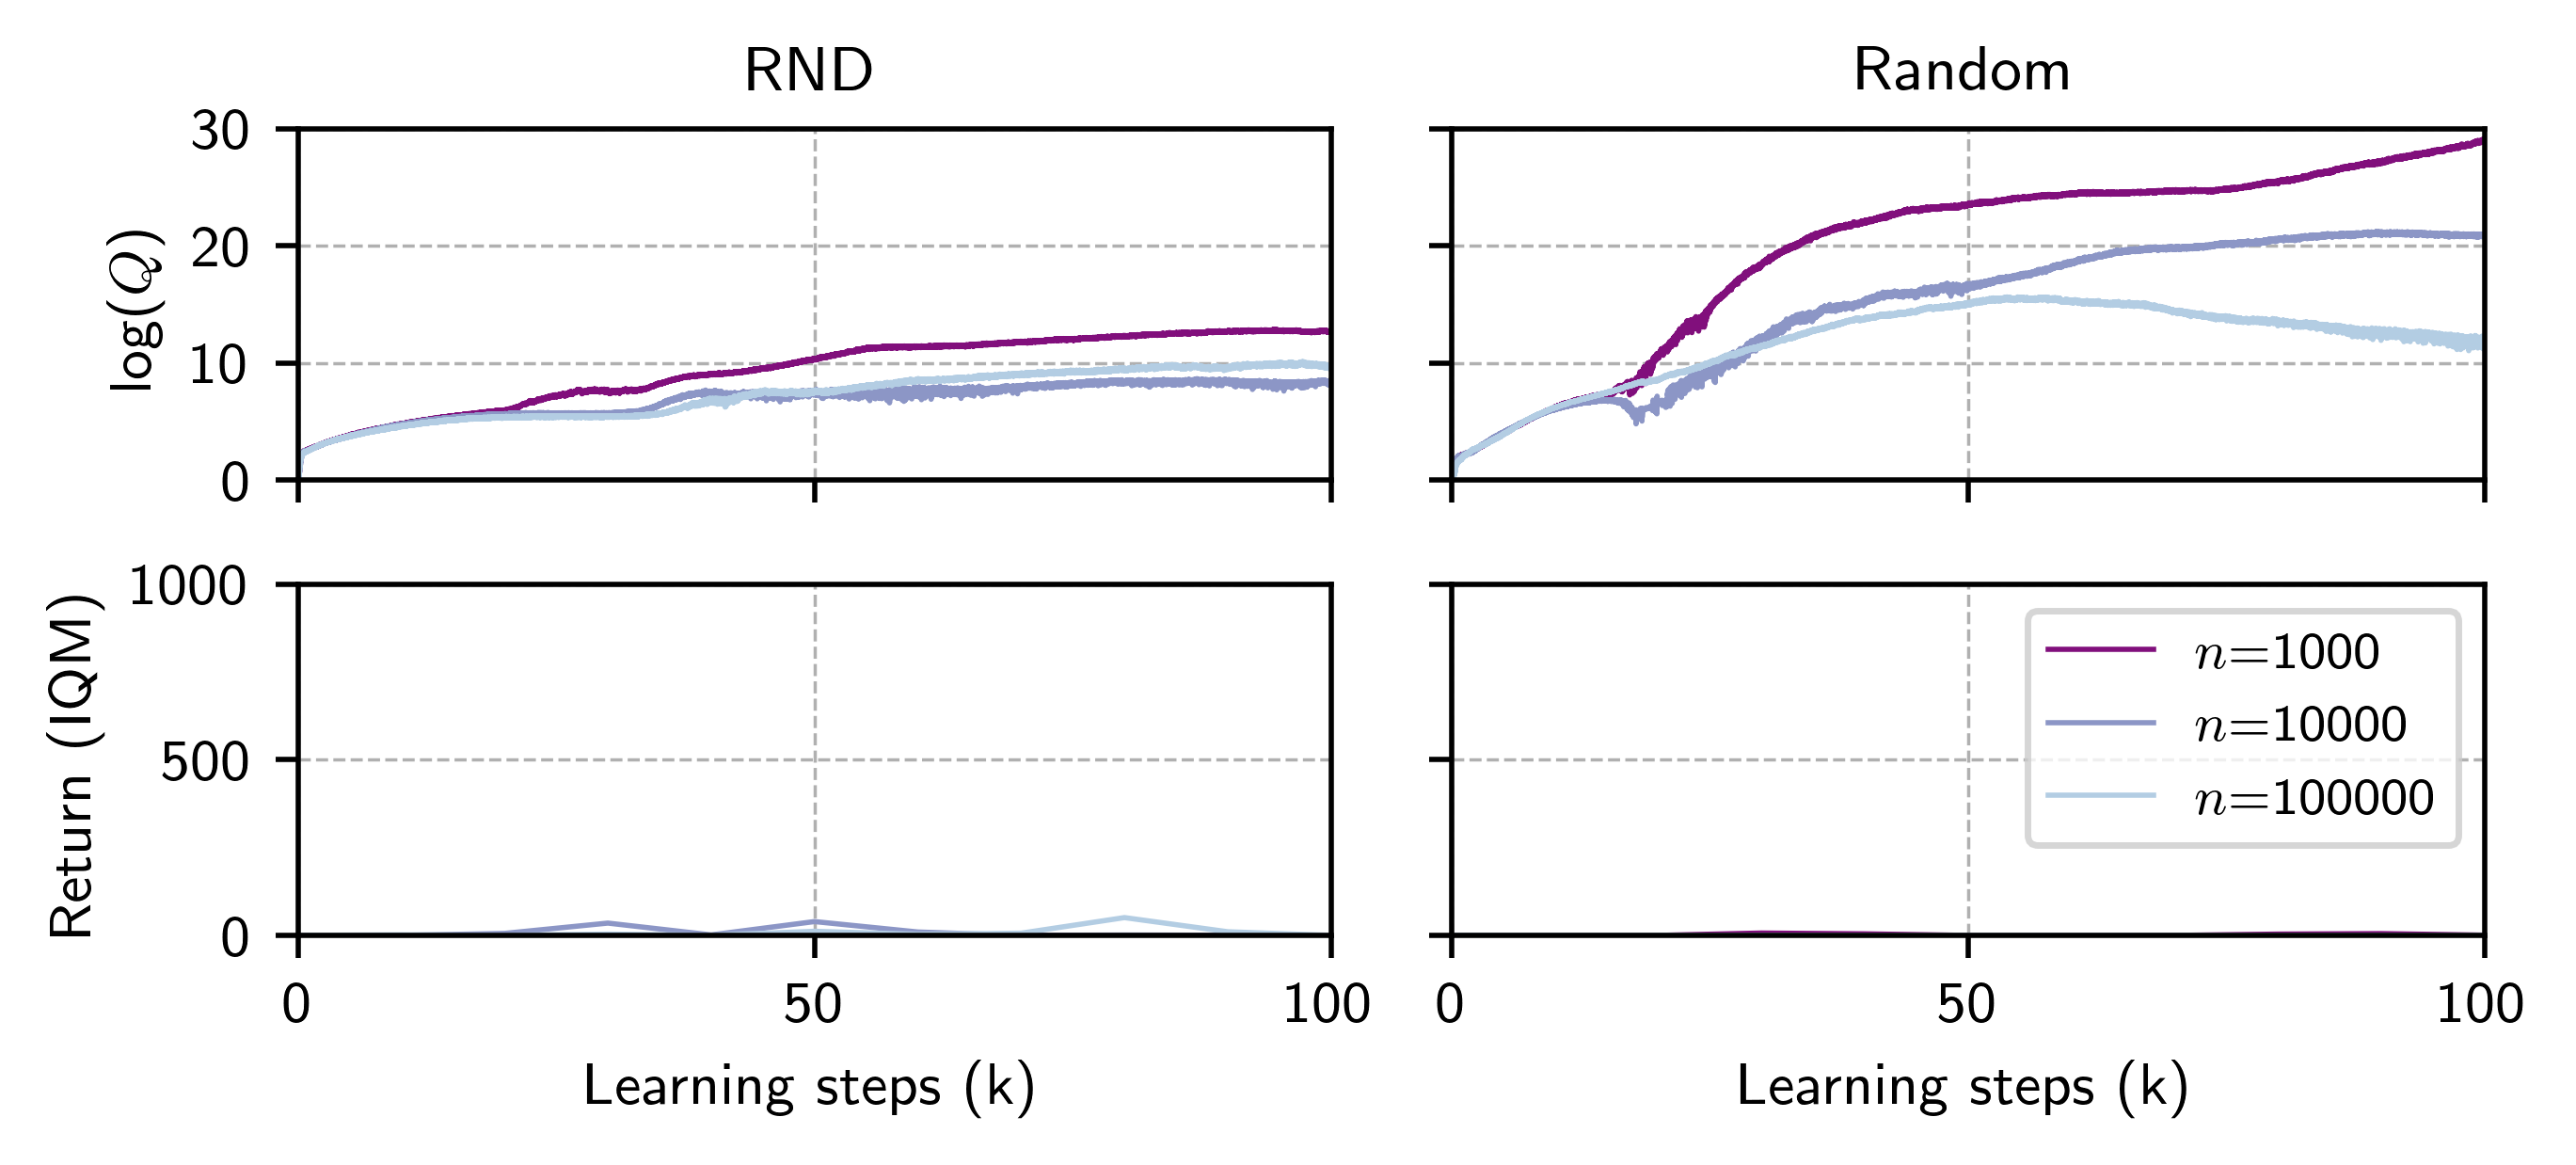 RND
Random
30
20
10
0
log(Q)
1000
500
0
Return (IQM)
n=1000
n=10000
n=100000
0 50 100
0 50 100
Learning steps (k)
Learning steps (k)